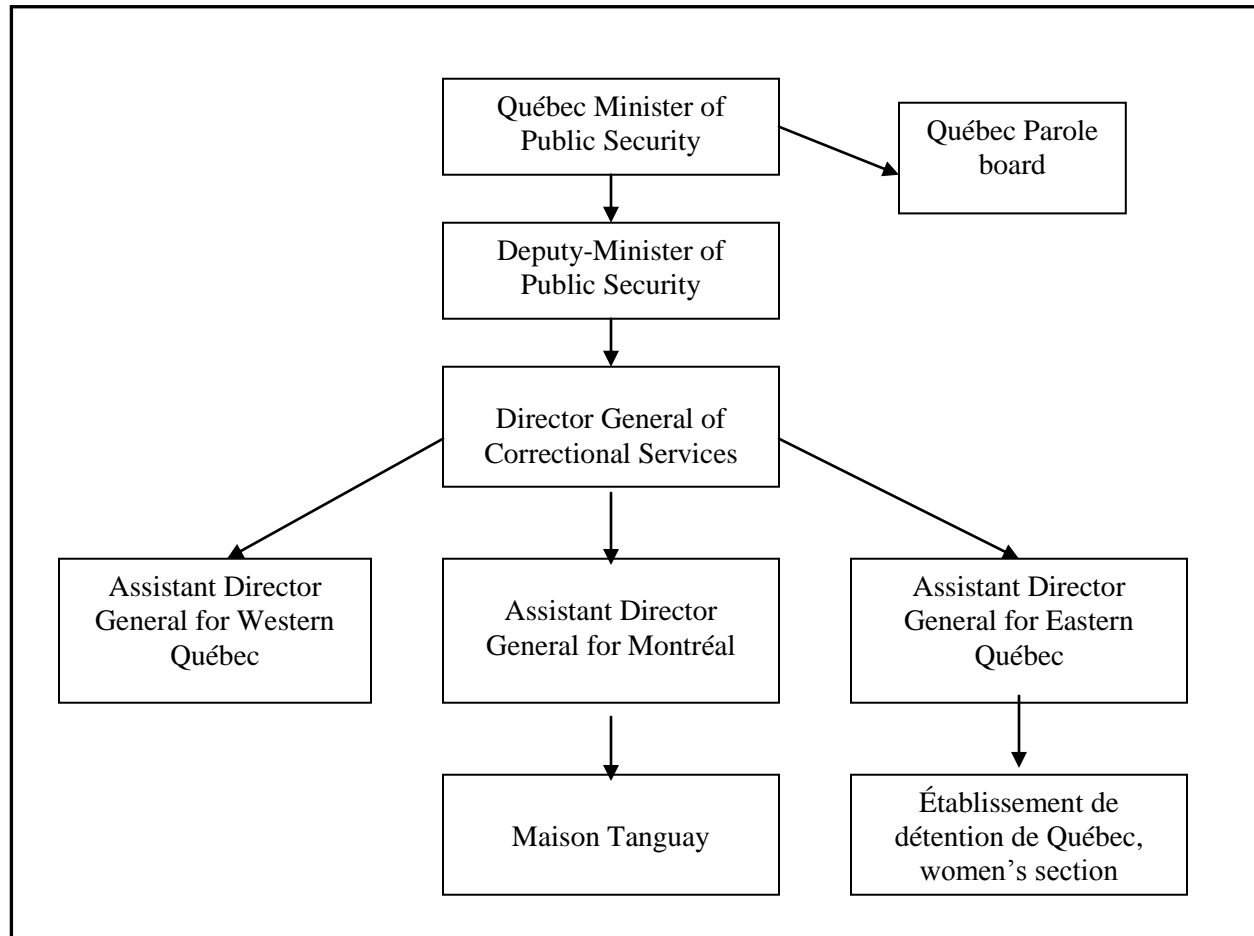 Québec Minister of
Public Security
Québec Parole
board
Deputy-Minister of
Public Security
Director General of
Correctional Services
Assistant Director
General for Western
Québec
Assistant Director
General for Montréal
Assistant Director
General for Eastern
Québec
Maison Tanguay
Établissement de
détention de Québec,
women’s section